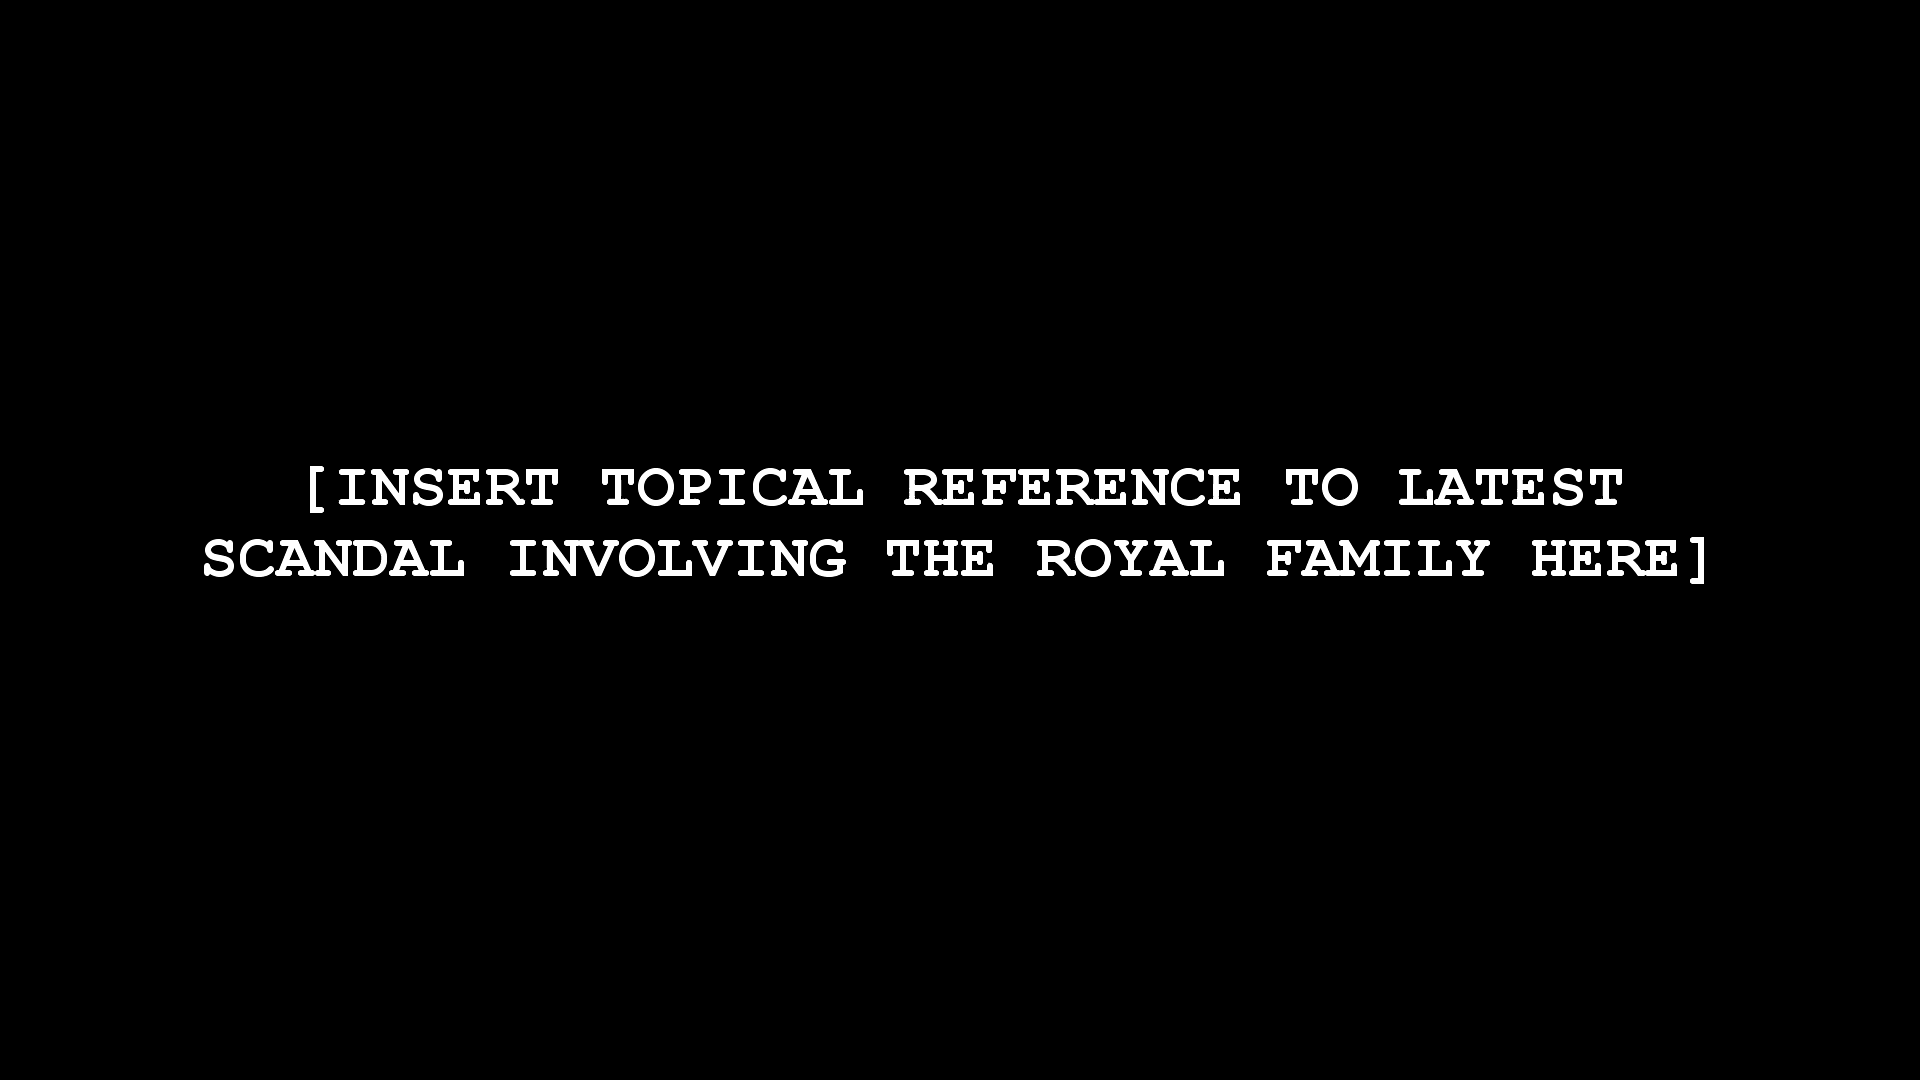 [INSERT TOPICAL REFERENCE TO LATEST
SCANDAL INVOLVING THE ROYAL FAMILY HERE]